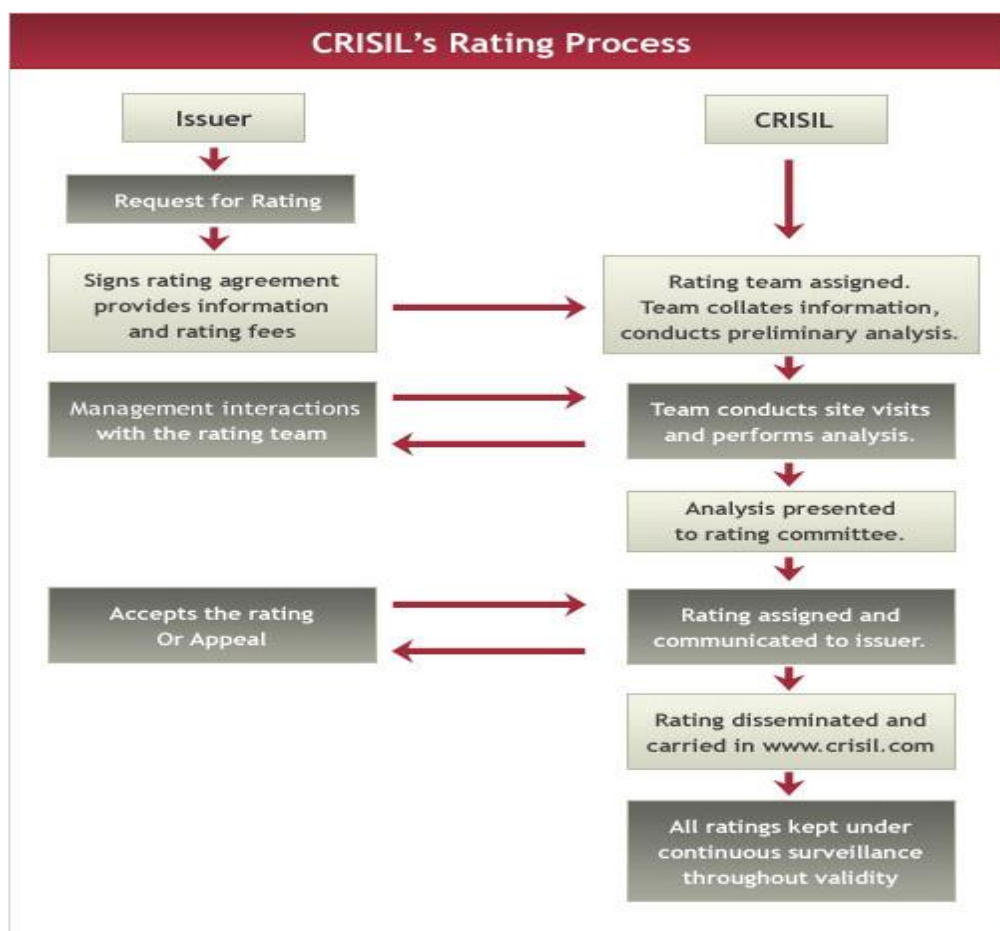 CRISIL’s Rating Process
Issuer
CRISIL
Request for Rating
Signs rating agreement
provides information
and rating fees
Rating team assigned.
Team collates information,
conducts preliminary analysis.
Management interactions
with the rating team
Team conducts site visits
and performs analysis.
Analysis presented
to rating committee.
Accepts the rating
Or Appeal
Rating assigned and
communicated to issuer.
Rating disseminated and
carried in www.crisil.com
All ratings kept under
continuous surveillance
throughout validity